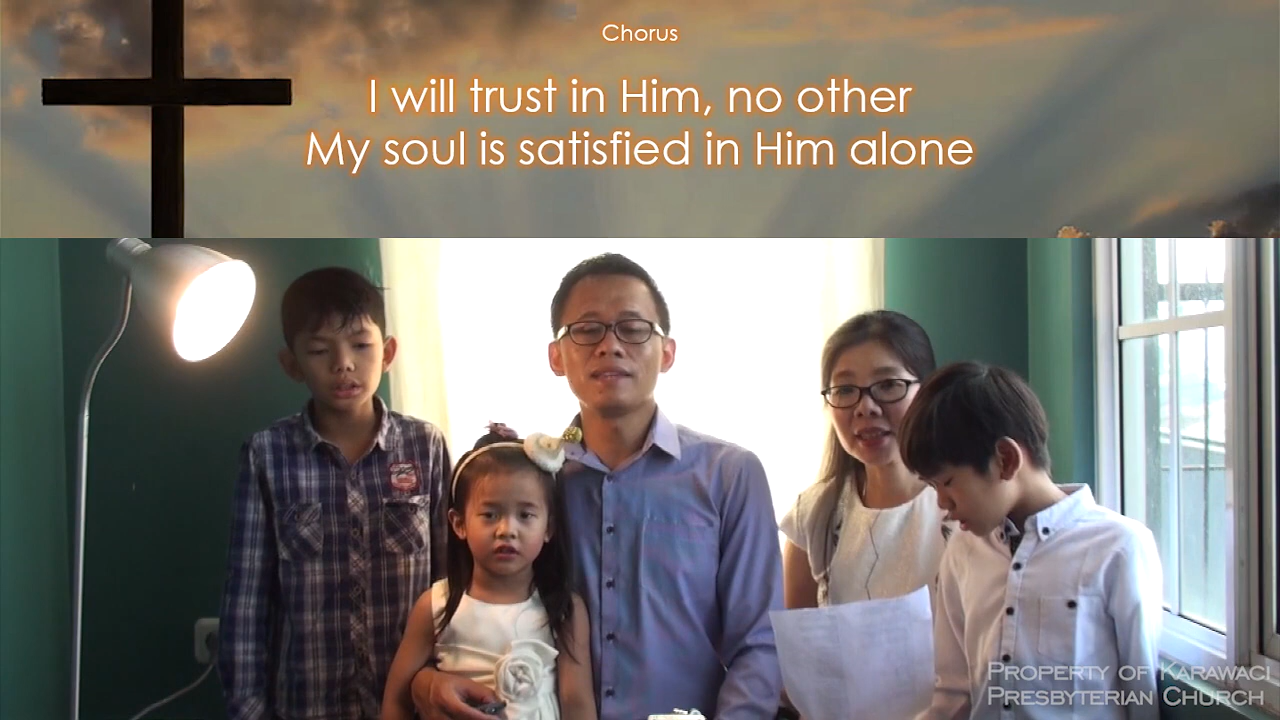 Chorus
I will trust in Him, no other
My soul is satisfied in Him alone
Property of Karawaci
Presbyterian Church